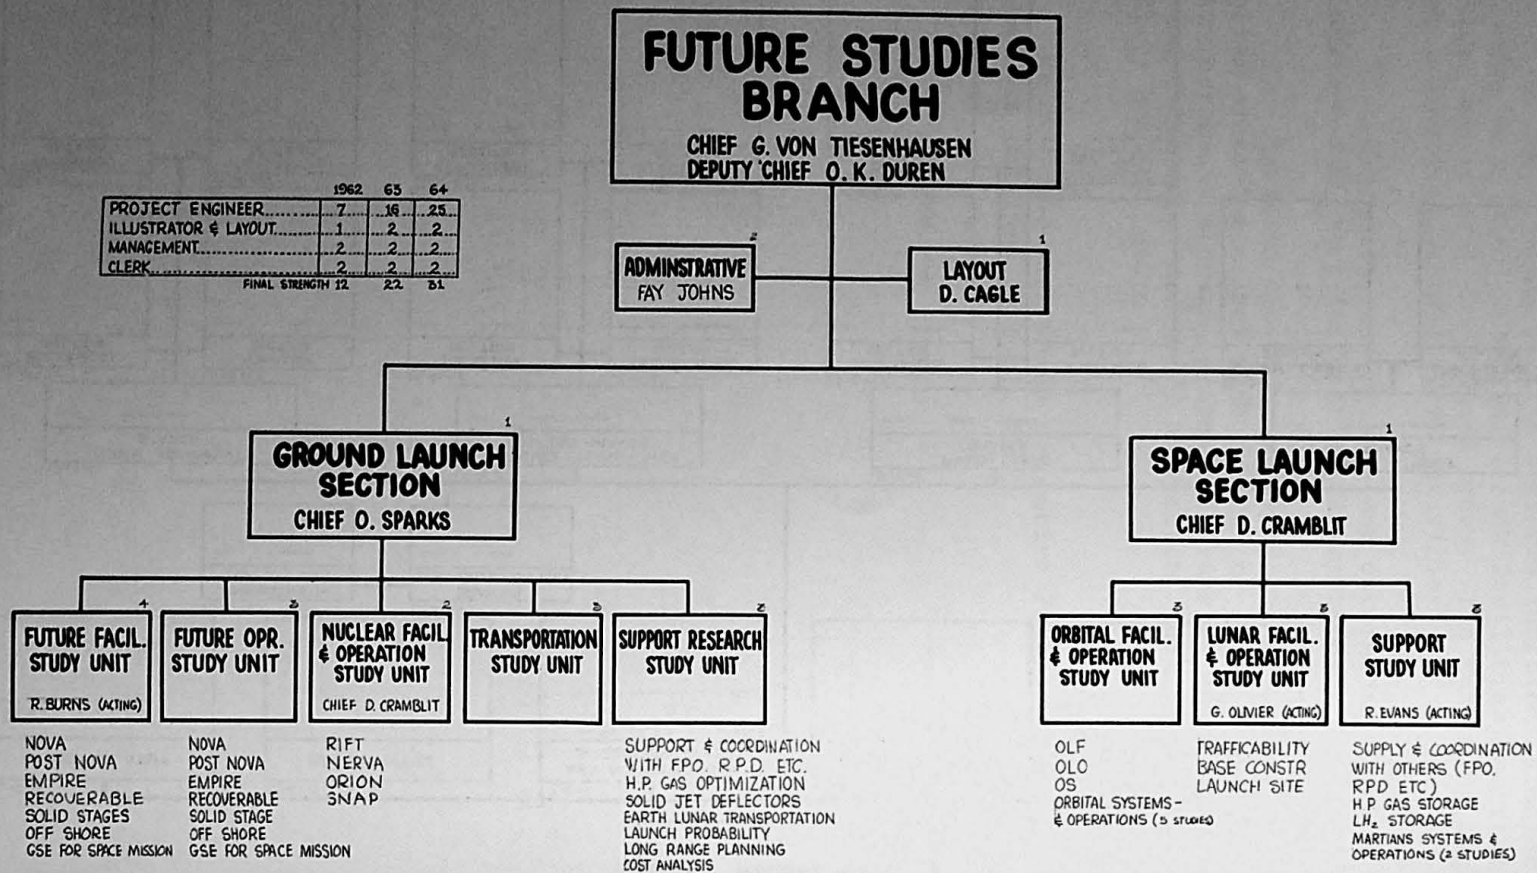 FUTURE STUDIES
BRANCH
CHIEF G. VON TIESENHAUSEN
DEPUTY CHIEF O. K. DUREN
1962 63 64
PROJECT ENGINEER 7 16 25
ILLUSTRATOR & LAYOUT 1 2 2
MANAGEMENT 2 2 2
CLERK 2 2 2
FINAL STRENGTH 12 22 31
2
ADMINSTRATIVE
FAY JOHNS
1
LAYOUT
D. CAGLE
1
GROUND LAUNCH
SECTION
CHIEF O. SPARKS
1
SPACE LAUNCH
SECTION
CHIEF D. CRAMBLIT
4
FUTURE FACIL.
STUDY UNIT
R. BURNS (ACTING)
NOVA
POST NOVA
EMPIRE
RECOVERABLE
SOLID STAGES
OFF SHORE
GSE FOR SPACE MISSION
3
FUTURE OPR.
STUDY UNIT
NOVA
POST NOVA
EMPIRE
RECOVERABLE
SOLID STAGE
OFF SHORE
GSE FOR SPACE MISSION
2
NUCLEAR FACIL
& OPERATION
STUDY UNIT
CHIEF D. CRAMBLIT
RIFT
NERVA
ORION
SNAP
3
TRANSPORTATION
STUDY UNIT
SUPPORT RESEARCH
STUDY UNIT
SUPPORT & COORDINATION
WITH FPO. R.P.D. ETC.
H.P. GAS OPTIMIZATION
SOLID JET DEFLECTORS
EARTH LUNAR TRANSPORTATION
LAUNCH PROBABILITY
LONG RANGE PLANNING
COST ANALYSIS
3
ORBITAL FACIL.
& OPERATION
STUDY UNIT
OLF
OLO
OS
ORBITAL SYSTEMS-
& OPERATIONS (5 STUDIES)
LUNAR FACIL.
& OPERATION
STUDY UNIT
G. OLIVIER (ACTING)
TRAFFICABILITY
BASE CONSTR
LAUNCH SITE
SUPPORT
STUDY UNIT
R. EVANS (ACTING)
SUPPLY & COORDINATION
WITH OTHERS (FPO.
RPD ETC)
H P GAS STORAGE
LH₂ STORAGE
MARTIANS SYSTEMS &
OPERATIONS (2 STUDIES)